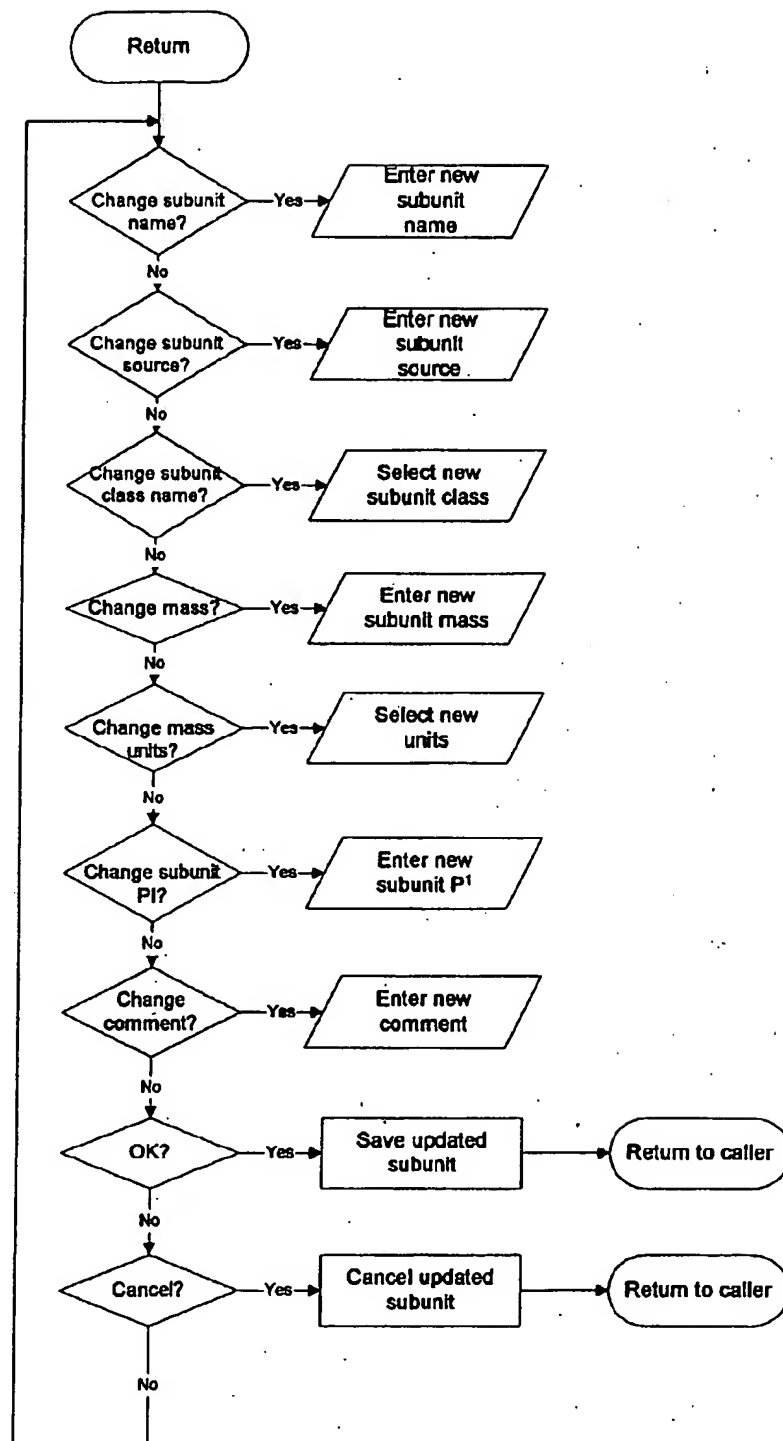 Return
Change subunit
name?
Yes
Enter new
subunit
name
No
Change subunit
source?
Yes
Enter new
subunit
source
No
Change subunit
class name?
Yes
Select new
subunit class
No
Change mass?
Yes
Enter new
subunit mass
No
Change mass
units?
Yes
Select new
units
No
Change subunit
PI?
Yes
Enter new
subunit P¹
No
Change
comment?
Yes
Enter new
comment
No
OK?
Yes
Save updated
subunit
Return to caller
No
Cancel?
Yes
Cancel updated
subunit
Return to caller
No